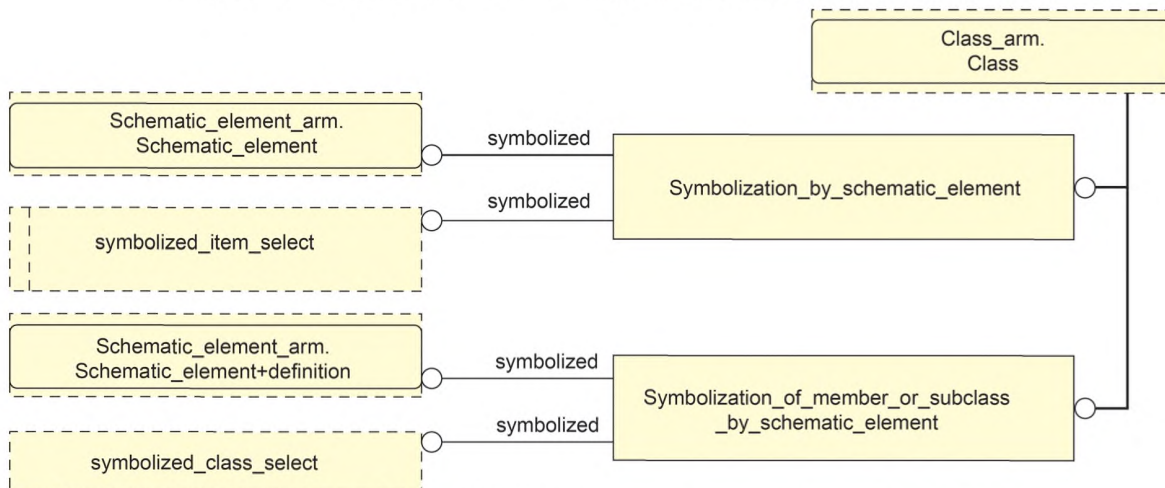 Class_arm.
Class
Schematic_element_arm.
Schematic_element
symbolized
Symbolization_by_schematic_element
symbolized
symbolized_item_select
Schematic_element_arm.
Schematic_element+definition
symbolized
Symbolization_of_member_or_subclass
_by_schematic_element
symbolized
symbolized_class_select